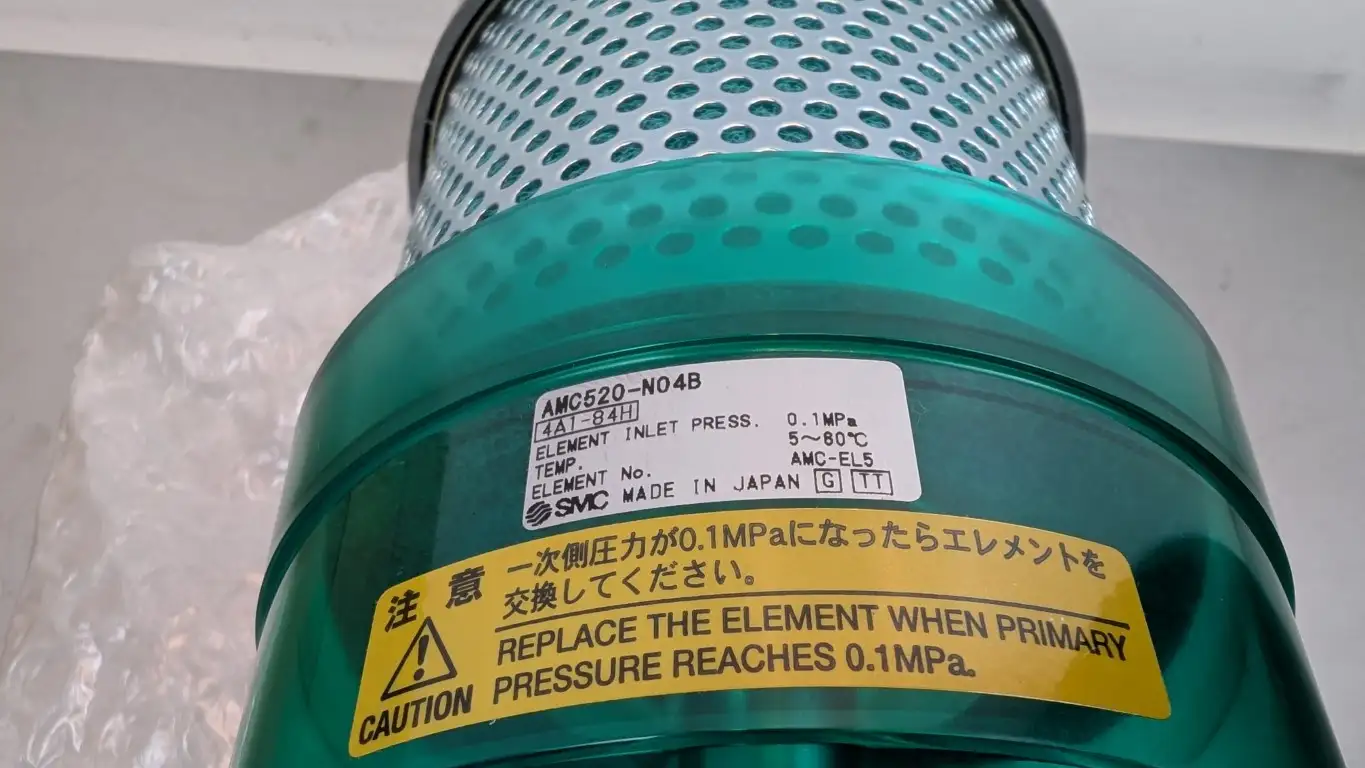 AMC520-N04B
4A1-84H
ELEMENT INLET PRESS. 0.1MPa
TEMP. 5~60℃
ELEMENT No. AMC-EL5
SMC MADE IN JAPAN G TT
注意 一次側圧力が0.1MPaになったらエレメントを
交換してください。
REPLACE THE ELEMENT WHEN PRIMARY
PRESSURE REACHES 0.1MPa.
CAUTION